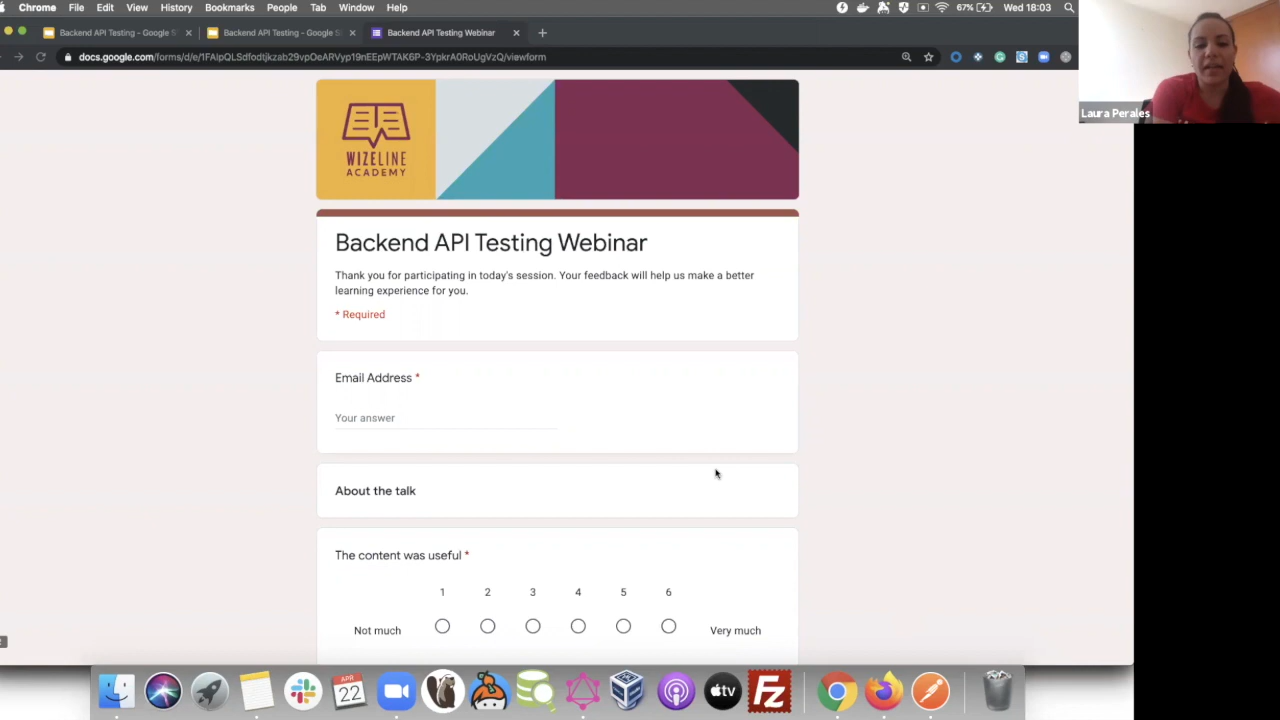 Chrome File Edit View History Bookmarks People Tab Window Help 67% Wed 18:03
Backend API Testing - Google S
Backend API Testing - Google S
Backend API Testing Webinar
docs.google.com/forms/d/e/1FAIpQLSdfodtjkzab29vpOeARVyp19nEEpWTAK6P-3YpkrA0RoUgVzQ/viewform
Laura Perales
WIZELINE
ACADEMY
Backend API Testing Webinar
Thank you for participating in today's session. Your feedback will help us make a better
learning experience for you.
* Required
Email Address *
Your answer
About the talk
The content was useful *
1 2 3 4 5 6
Not much Very much
APR
22
tv
Fz